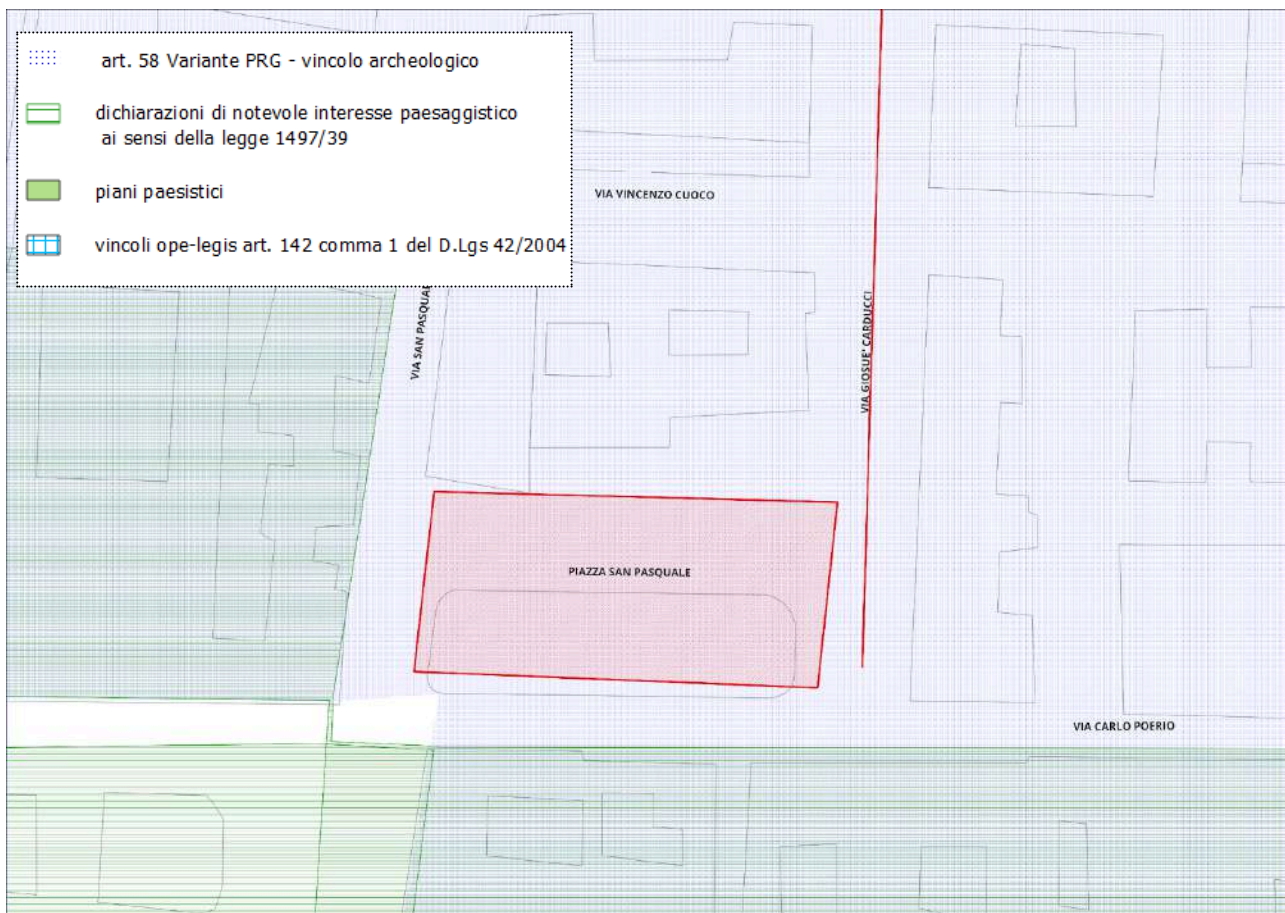 art. 58 Variante PRG - vincolo archeologico
dichiarazioni di notevole interesse paesaggistico
ai sensi della legge 1497/39
piani paesistici
vincoli ope-legis art. 142 comma 1 del D.Lgs 42/2004
VIA VINCENZO CUOCO
VIA SAN PASQUALE
VIA GIOSUE' CARDUCCI
PIAZZA SAN PASQUALE
VIA CARLO POERIO